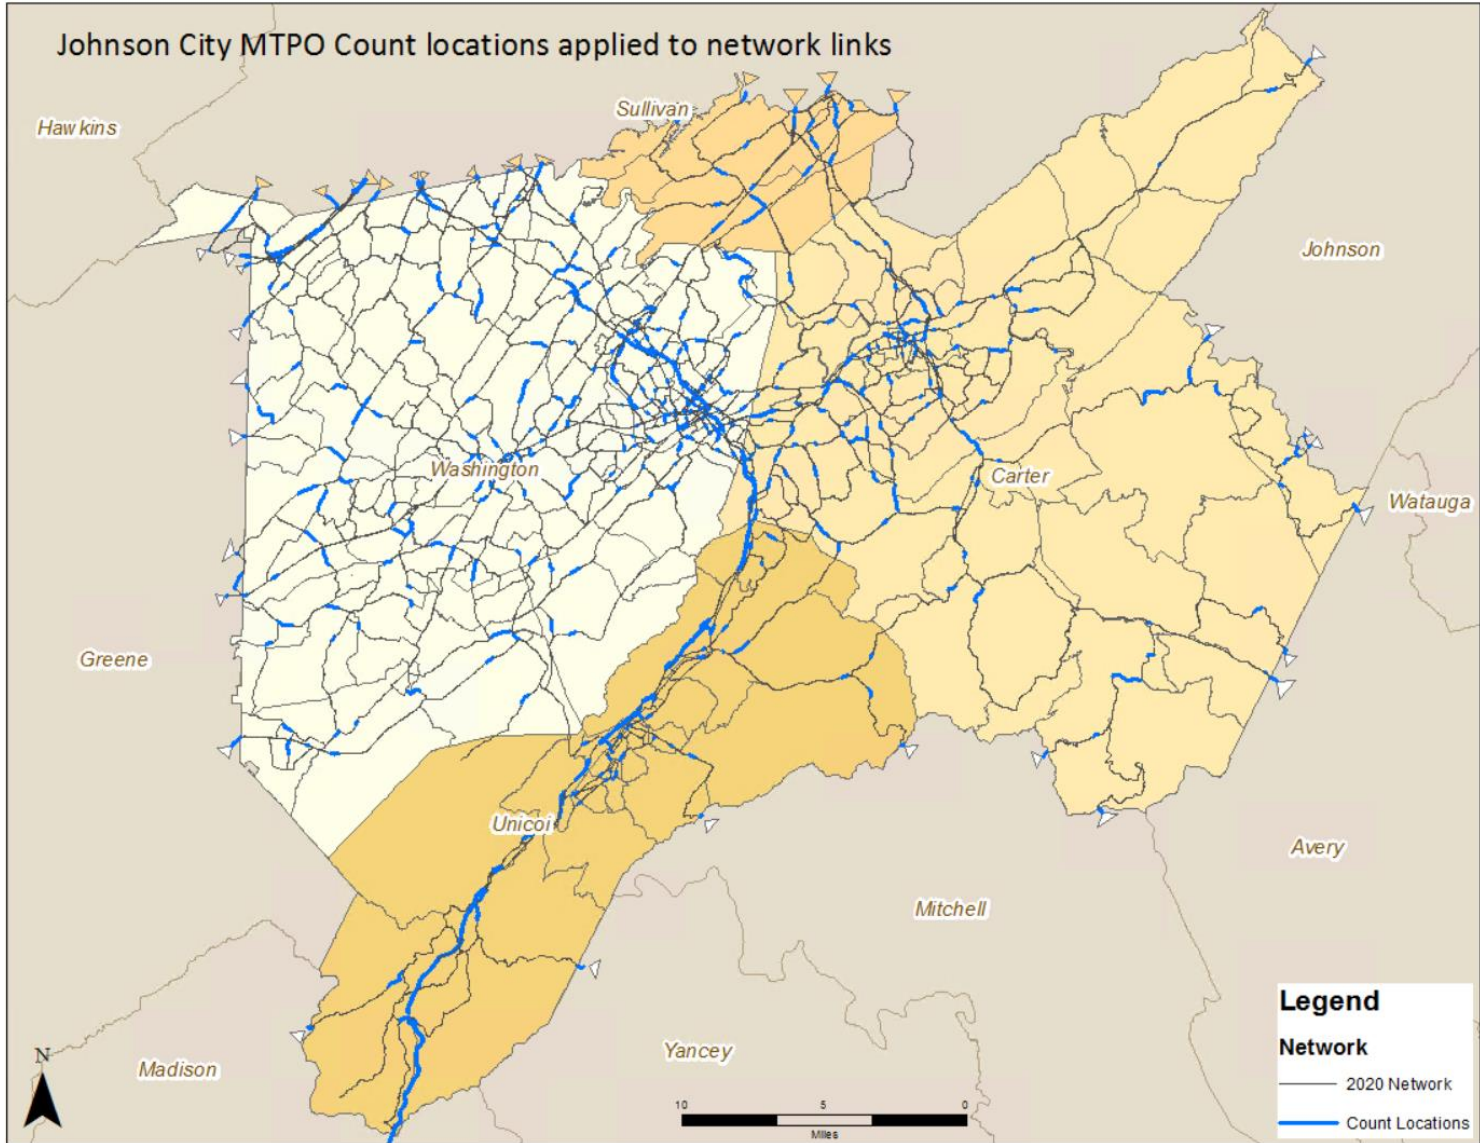 Johnson City MTPO Count locations applied to network links
Sullivan
Hawkins
Johnson
Washington
Carter
Watauga
Greene
Unicoi
Avery
Mitchell
Legend
Network
2020 Network
Count Locations
Yancey
Madison
N
10 5 0
Miles